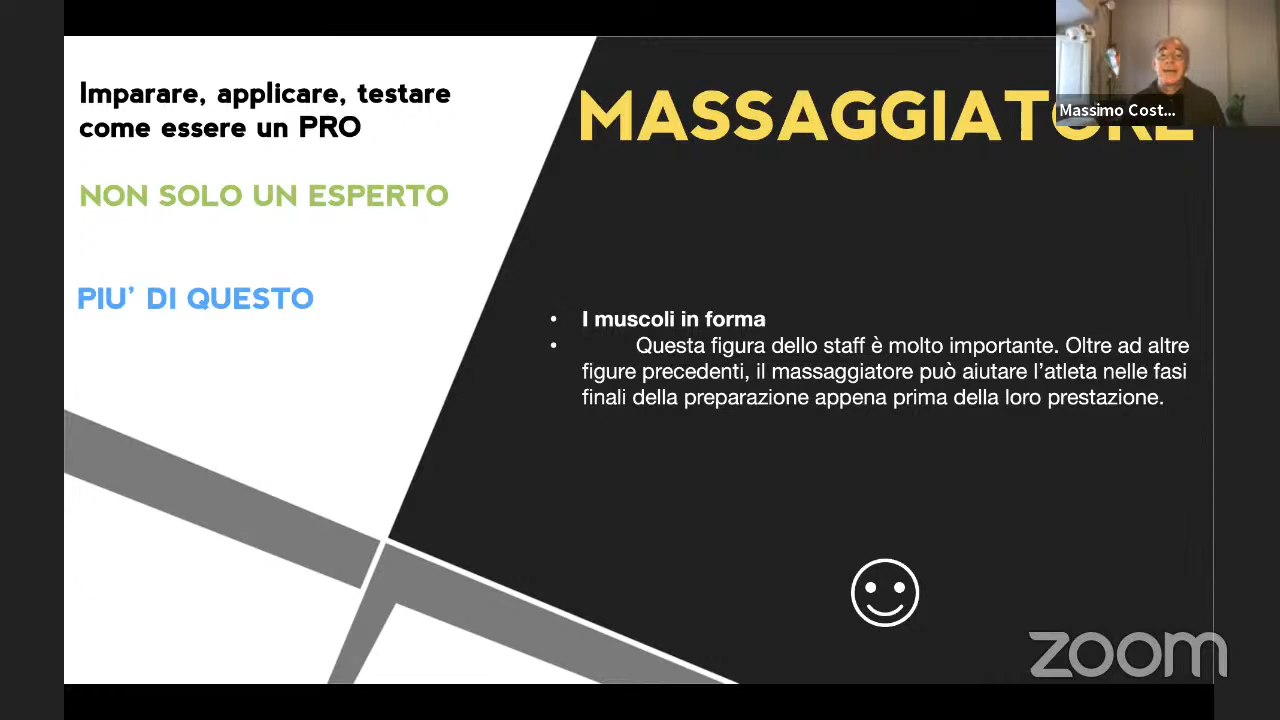 Imparare, applicare, testare
come essere un PRO
NON SOLO UN ESPERTO
PIU’ DI QUESTO
MASSAGGIATORE
Massimo Cost...
• I muscoli in forma
• Questa figura dello staff è molto importante. Oltre ad altre
figure precedenti, il massaggiatore può aiutare l’atleta nelle fasi
finali della preparazione appena prima della loro prestazione.
zoom